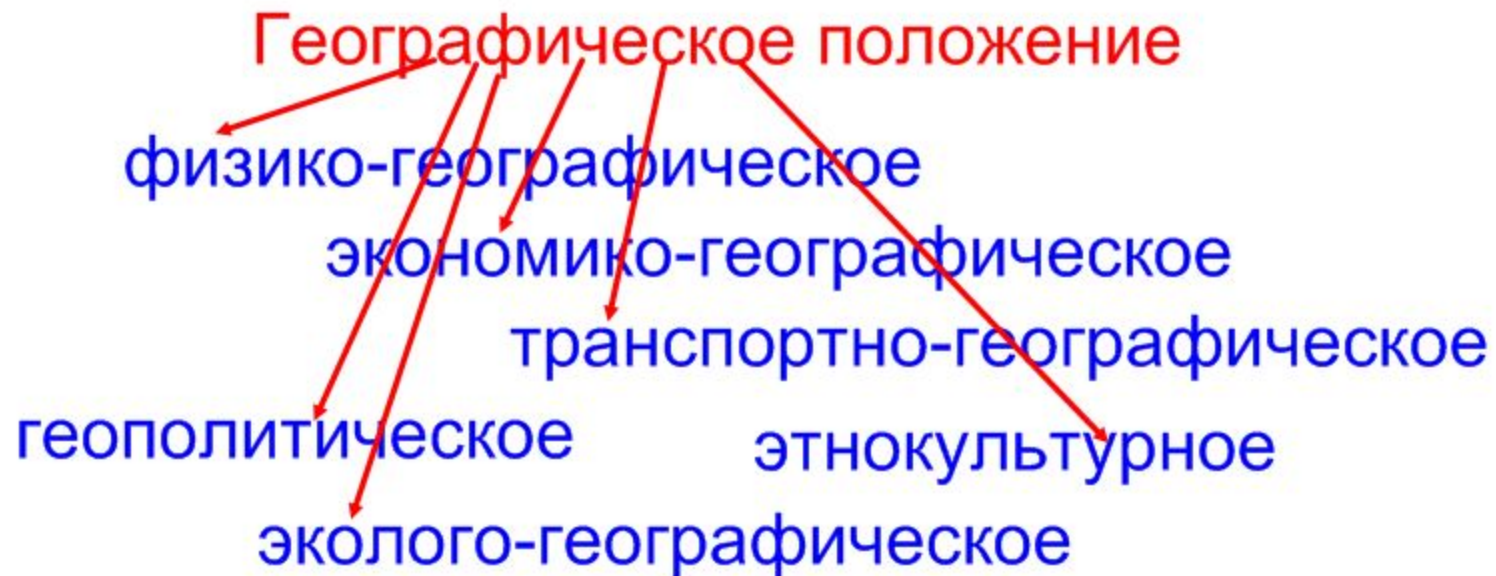 Географическое положение
физико-географическое
экономико-географическое
транспортно-географическое
геополитическое
этнокультурное
эколого-географическое